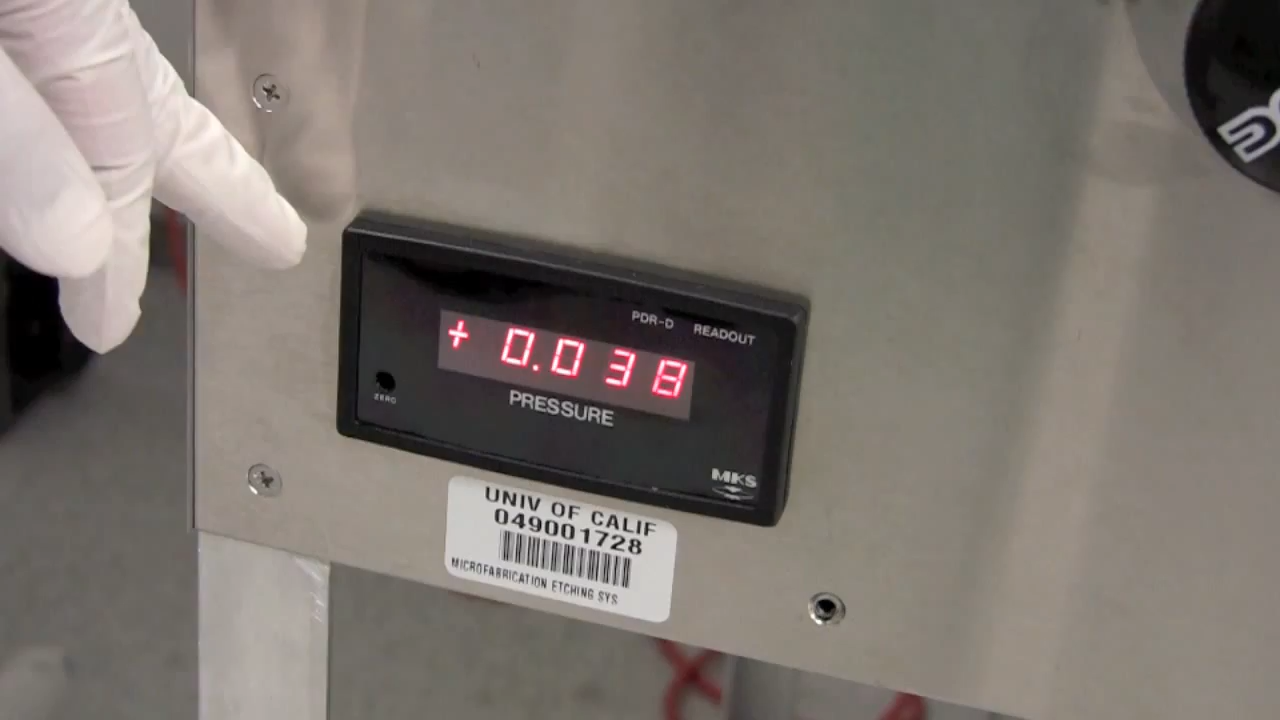 PDR-D READOUT
+ 0.038
ZERO
PRESSURE
MKS
UNIV OF CALIF
049001728
MICROFABRICATION ETCHING SYS